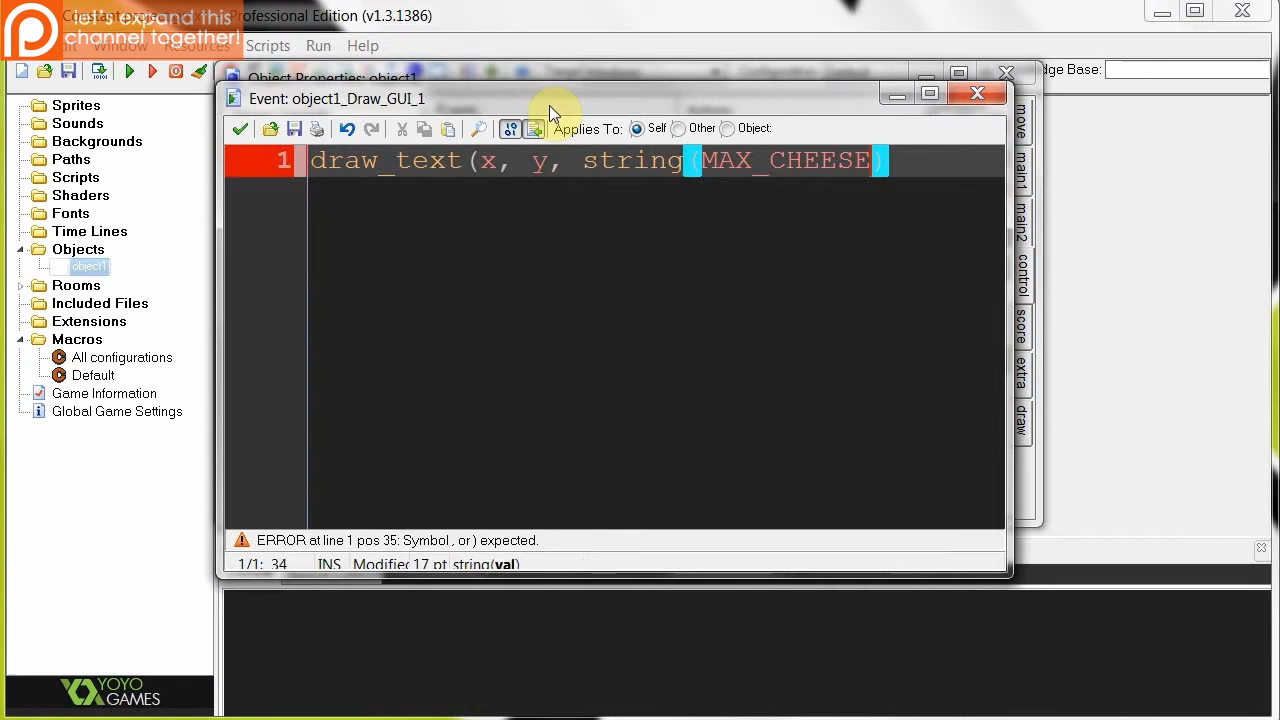 let's expand this
channel together!
Professional Edition (v1.3.1386)
Window Resources Scripts Run Help
Object Properties: object1
Base:
Event: object1_Draw_GUI_1
Applies To: Self Other Object:
1 draw_text(x, y, string(MAX_CHEESE)
Sprites
Sounds
Backgrounds
Paths
Scripts
Shaders
Fonts
Time Lines
Objects
object1
Rooms
Included Files
Extensions
Macros
All configurations
Default
Game Information
Global Game Settings
move
main1
main2
control
score
extra
draw
ERROR at line 1 pos 35: Symbol , or ) expected.
1/1: 34 INS Modified 17 pt string(val)
YOYO
GAMES